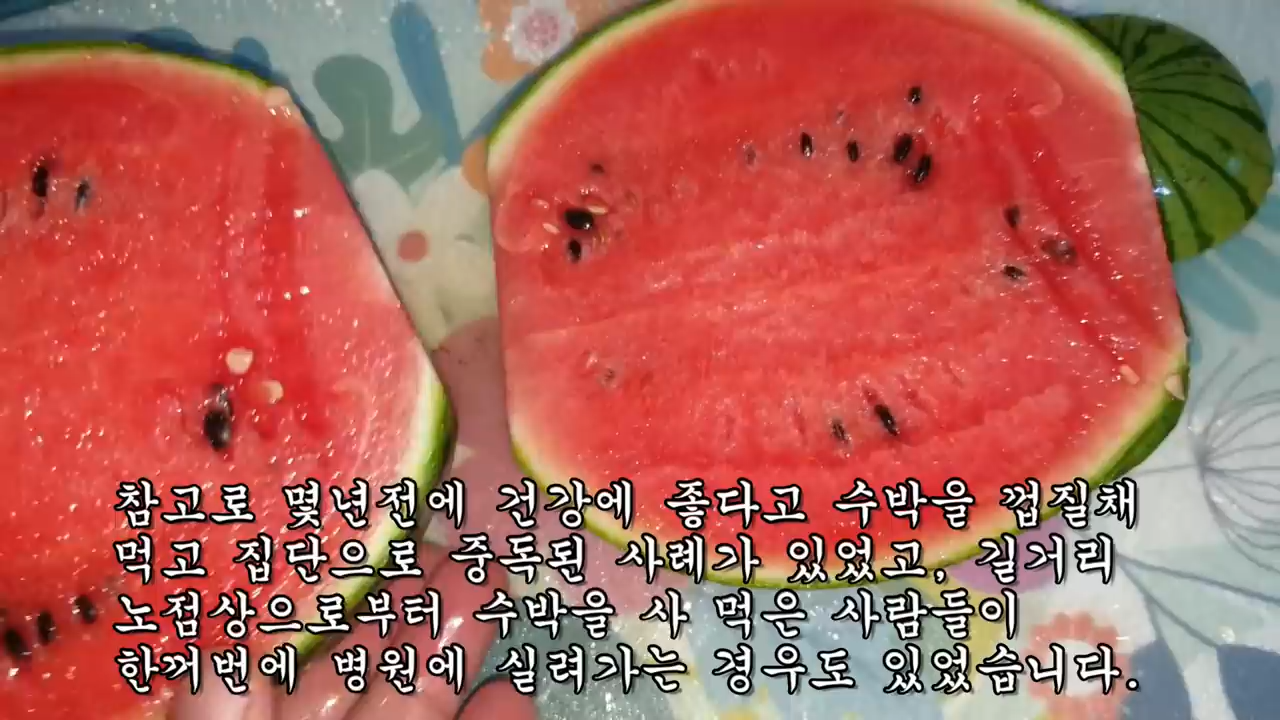 참고로 몇년전에 건강에 좋다고 수박을 껍질채
먹고 집단으로 중독된 사례가 있었고, 길거리
노점상으로부터 수박을 사 먹은 사람들이
한꺼번에 병원에 실려가는 경우도 있었습니다.